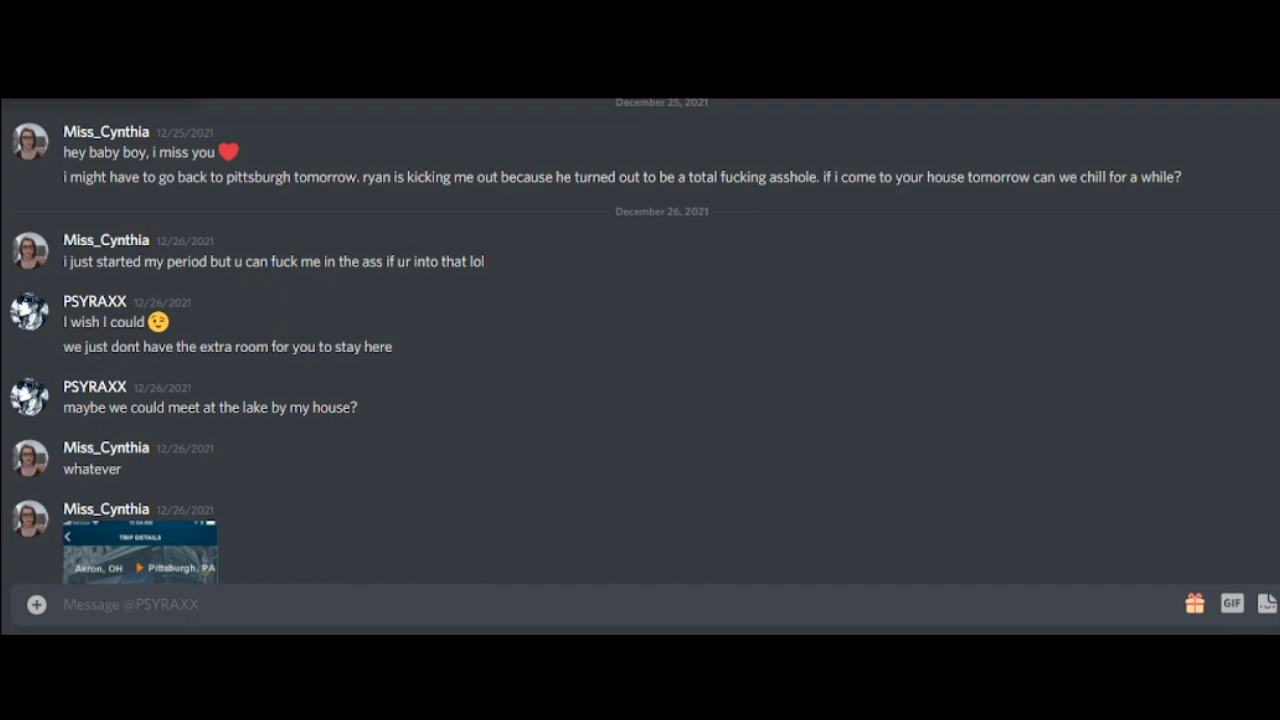 December 25, 2021
Miss_Cynthia 12/25/2021
hey baby boy, i miss you ❤️
i might have to go back to pittsburgh tomorrow. ryan is kicking me out because he turned out to be a total fucking asshole. if i come to your house tomorrow can we chill for a while?
December 26, 2021
Miss_Cynthia 12/26/2021
i just started my period but u can fuck me in the ass if ur into that lol
PSYRAXX 12/26/2021
I wish I could 😉
we just dont have the extra room for you to stay here
PSYRAXX 12/26/2021
maybe we could meet at the lake by my house?
Miss_Cynthia 12/26/2021
whatever
Miss_Cynthia 12/26/2021
TRIP DETAILS
Akron, OH Pittsburgh, PA
Message @PSYRAXX
GIF